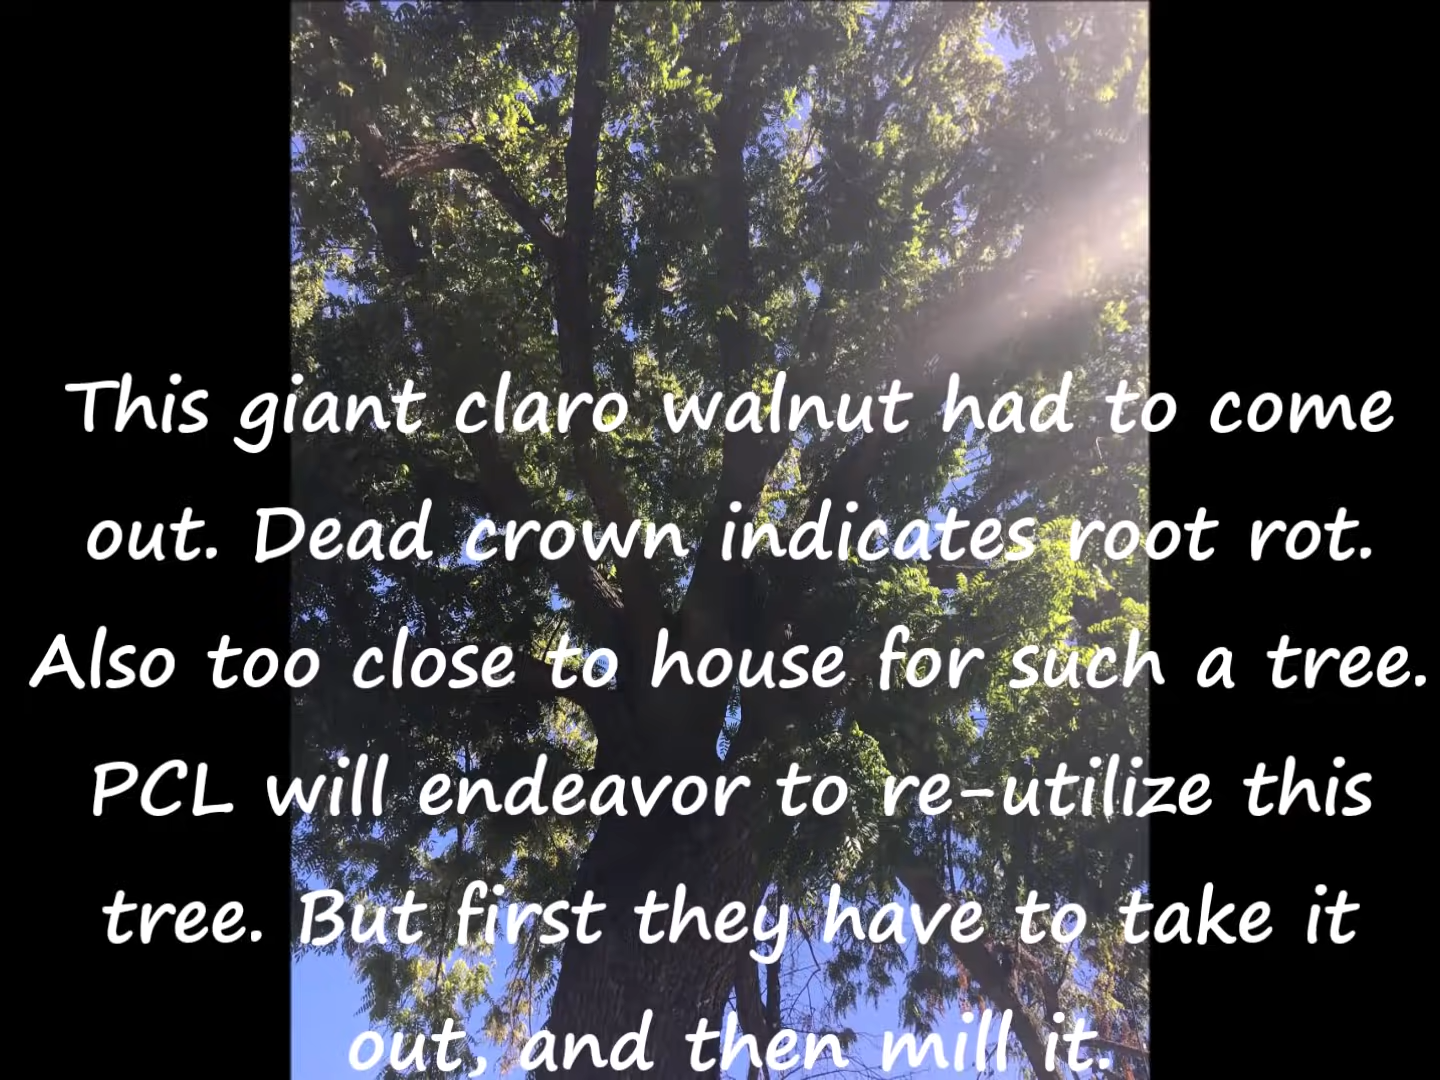 This giant claro walnut had to come
out. Dead crown indicates root rot.
Also too close to house for such a tree.
PCL will endeavor to re-utilize this
tree. But first they have to take it
out, and then mill it.